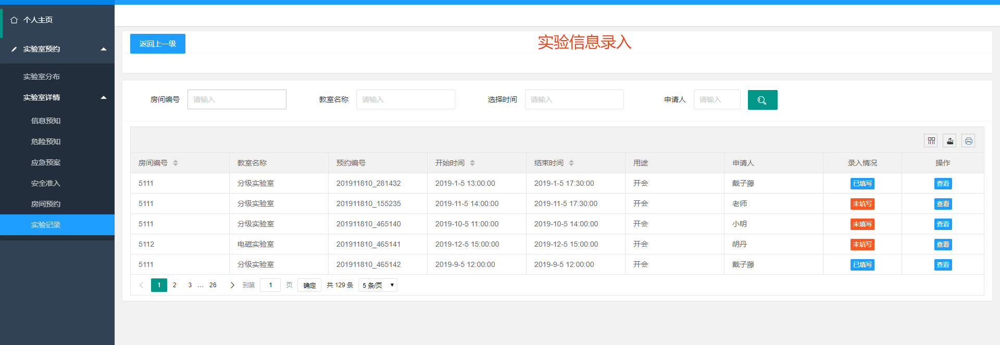 个人主页
实验室预约
实验室分布
实验室详情
信息预知
危险预知
应急预案
安全准入
房间预约
实验记录
返回上一级
实验信息录入
房间编号 请输入 教室名称 请输入 选择时间 请输入 申请人 请输入
房间编号 教室名称 预约编号 开始时间 结束时间 用途 申请人 录入情况 操作
5111 分级实验室 201911810_281432 2019-1-5 13:00:00 2019-1-5 17:30:00 开会 戴子藤 已填写 查看
5111 分级实验室 201911810_155235 2019-11-5 14:00:00 2019-11-5 17:30:00 开会 老师 未填写 查看
5111 分级实验室 201911810_465140 2019-10-5 11:00:00 2019-10-5 14:00:00 开会 小明 未填写 查看
5112 电磁实验室 201911810_465141 2019-12-5 15:00:00 2019-12-5 15:00:00 开会 胡丹 未填写 查看
5111 分级实验室 201911810_465142 2019-9-5 12:00:00 2019-9-5 12:00:00 开会 戴子藤 已填写 查看
1 2 3 … 26 到第 1 页 确定 共 129 条 5 条/页